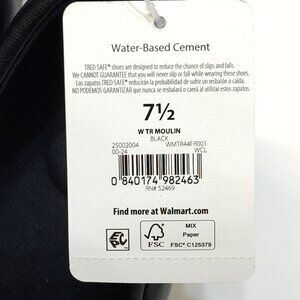 Water-Based Cement
TRED SAFE® shoes are designed to reduce the chance of slips and falls.
We CANNOT GUARANTEE that you will never slip or fall while wearing these shoes.
Los zapatos TRED SAFE® reducirán la probabilidad de sufrir un resbalón o caída.
NO PODEMOS GARANTIZAR que nunca se resbalará o caerá al utilizar estos zapatos.
7½
W TR MOULIN
BLACK
25002004 WMTR44FR001
00-24 WCL
0 840174 982463
RN# 52469
Find more at Walmart.com
FSC
MIX
Paper
FSC® C125379